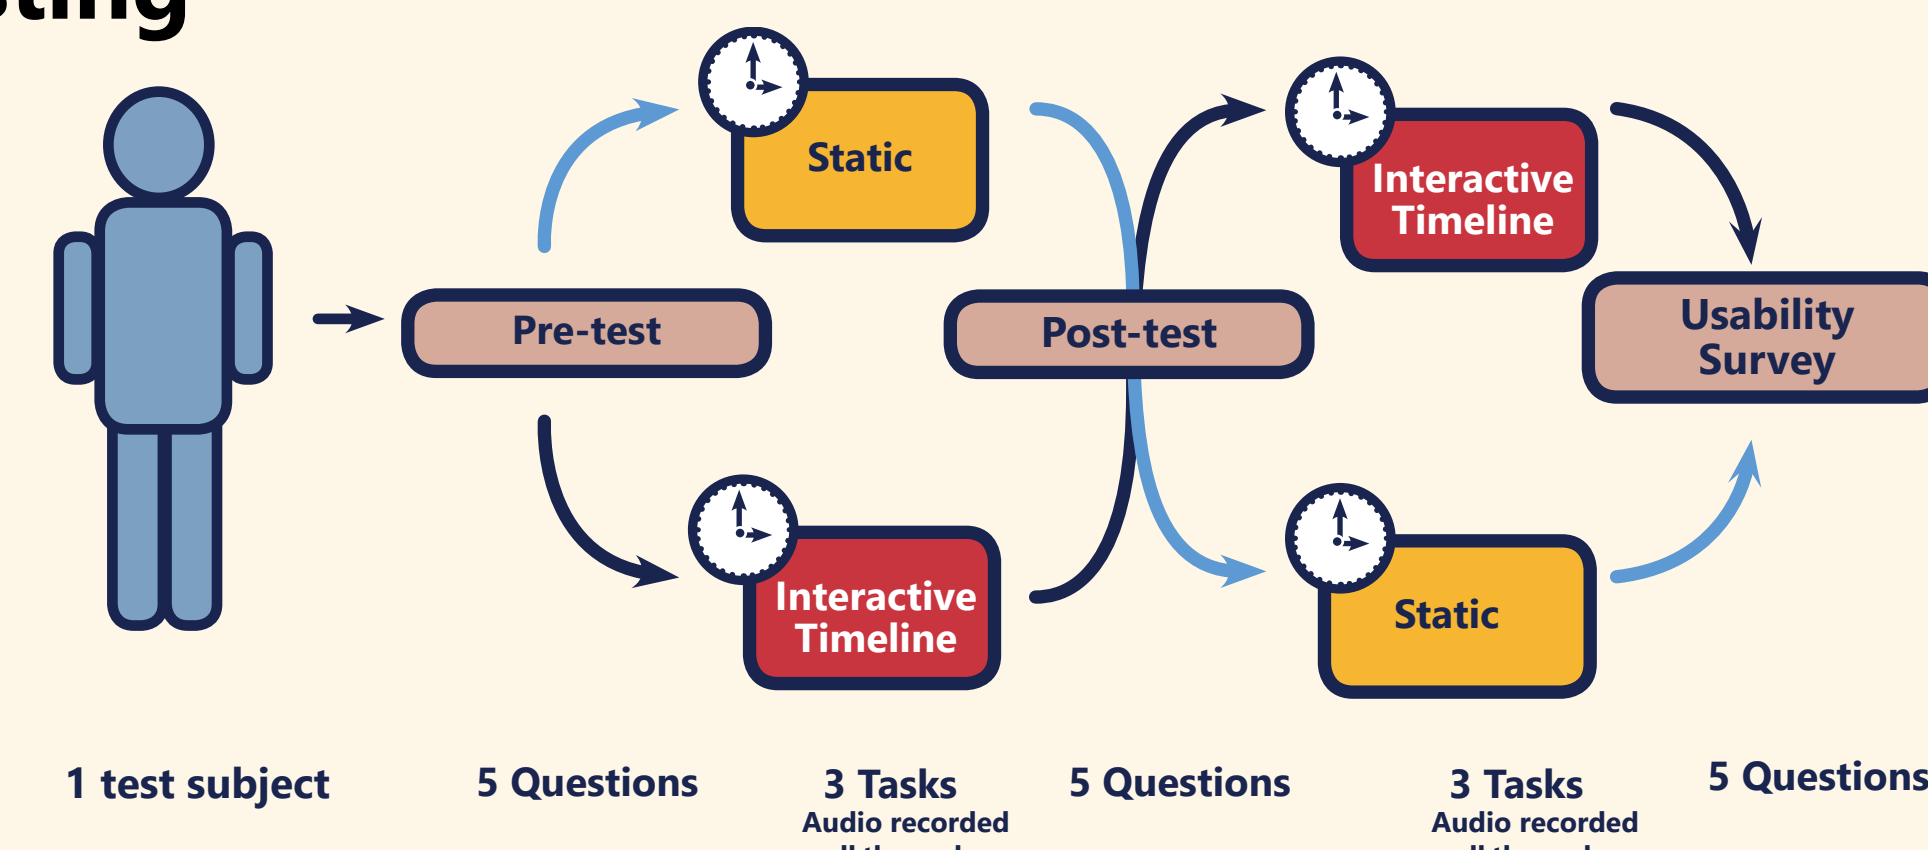 Static
Interactive
Timeline
Pre-test
Post-test
Usability
Survey
Interactive
Timeline
Static
1 test subject
5 Questions
3 Tasks
Audio recorded
5 Questions
3 Tasks
Audio recorded
5 Questions